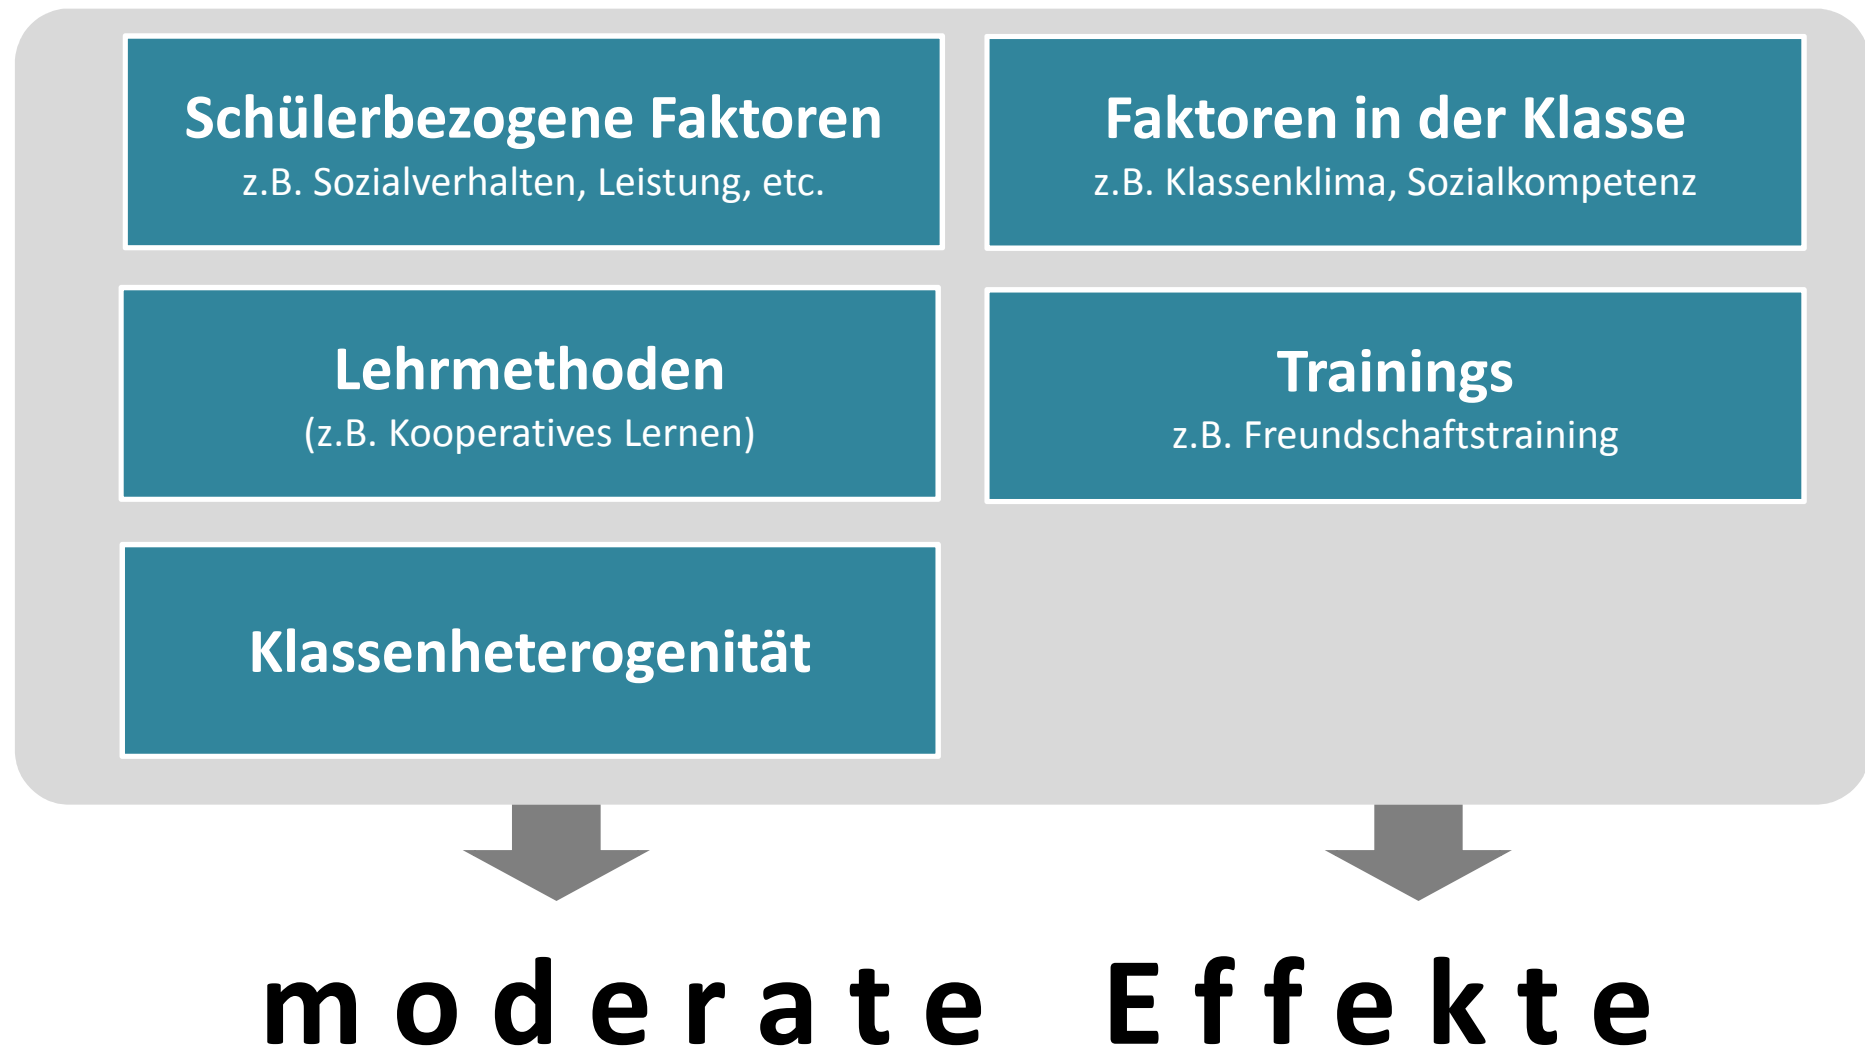 Schülerbezogene Faktoren
z.B. Sozialverhalten, Leistung, etc.
Faktoren in der Klasse
z.B. Klassenklima, Sozialkompetenz
Lehrmethoden
(z.B. Kooperatives Lernen)
Trainings
z.B. Freundschaftstraining
Klassenheterogenität
moderate Effekte